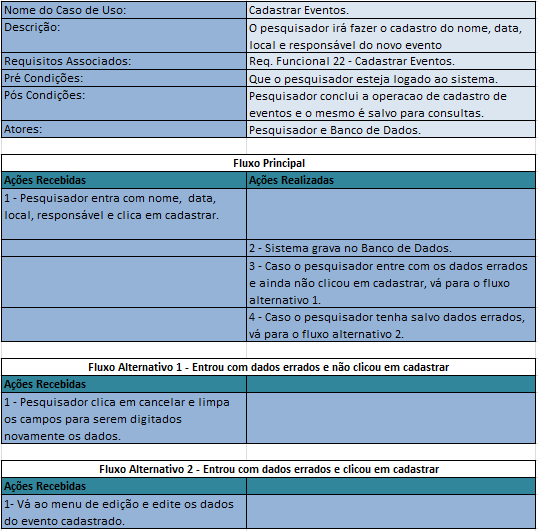 Nome do Caso de Uso: Cadastrar Eventos.
Descrição: O pesquisador irá fazer o cadastro do nome, data,
local e responsável do novo evento
Requisitos Associados: Req. Funcional 22 - Cadastrar Eventos.
Pré Condições: Que o pesquisador esteja logado ao sistema.
Pós Condições: Pesquisador conclui a operacao de cadastro de
eventos e o mesmo é salvo para consultas.
Atores: Pesquisador e Banco de Dados.
Fluxo Principal
Ações Recebidas Ações Realizadas
1 - Pesquisador entra com nome, data,
local, responsável e clica em cadastrar.
2 - Sistema grava no Banco de Dados.
3 - Caso o pesquisador entre com os dados errados
e ainda não clicou em cadastrar, vá para o fluxo
alternativo 1.
4 - Caso o pesquisador tenha salvo dados errados,
vá para o fluxo alternativo 2.
Fluxo Alternativo 1 - Entrou com dados errados e não clicou em cadastrar
Ações Recebidas
1 - Pesquisador clica em cancelar e limpa
os campos para serem digitados
novamente os dados.
Fluxo Alternativo 2 - Entrou com dados errados e clicou em cadastrar
Ações Recebidas
1- Vá ao menu de edição e edite os dados
do evento cadastrado.